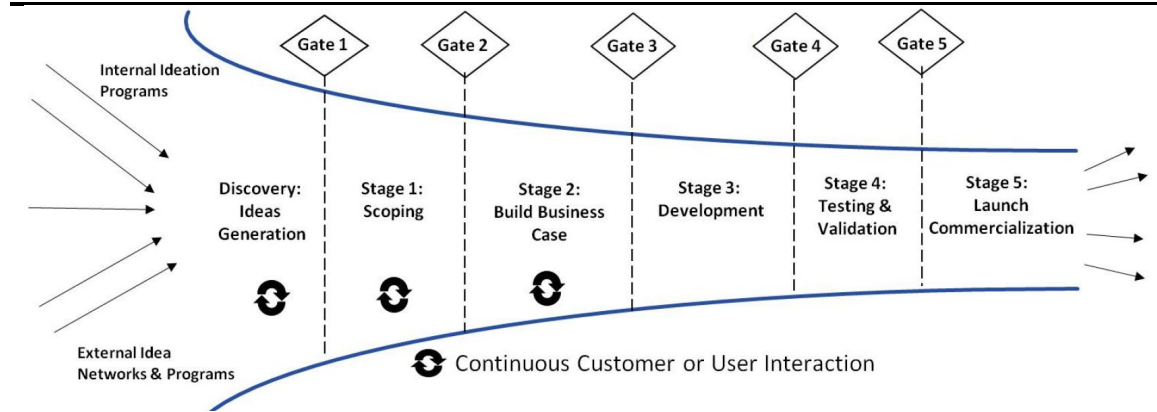 Gate 1
Gate 2
Gate 3
Gate 4
Gate 5
Internal Ideation
Programs
Discovery:
Ideas
Generation
Stage 1:
Scoping
Stage 2:
Build Business
Case
Stage 3:
Development
Stage 4:
Testing &
Validation
Stage 5:
Launch
Commercialization
External Idea
Networks & Programs
Continuous Customer or User Interaction